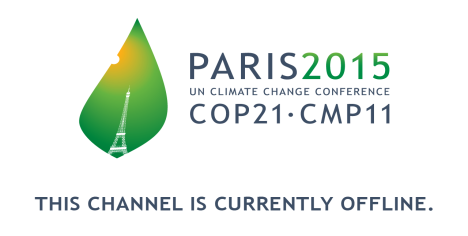 PARIS2015
UN CLIMATE CHANGE CONFERENCE
COP21·CMP11
THIS CHANNEL IS CURRENTLY OFFLINE.